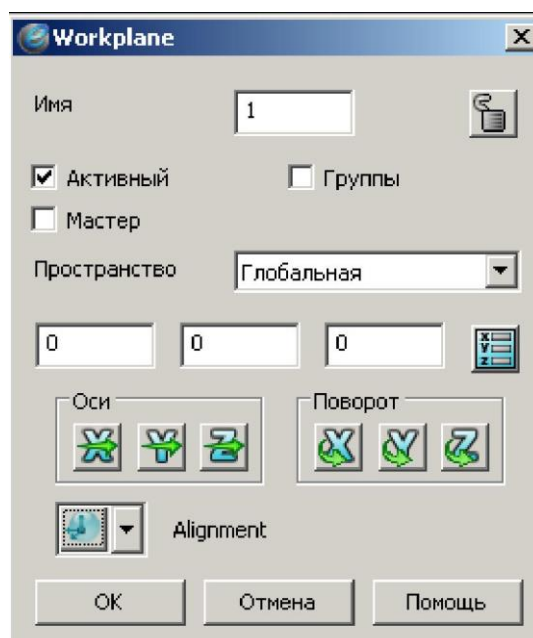 Workplane
Имя 1
Активный Группы
Мастер
Пространство Глобальная
0 0 0
X
Y
Z
Оси Поворот
X Y Z X Y Z
Alignment
OK Отмена Помощь